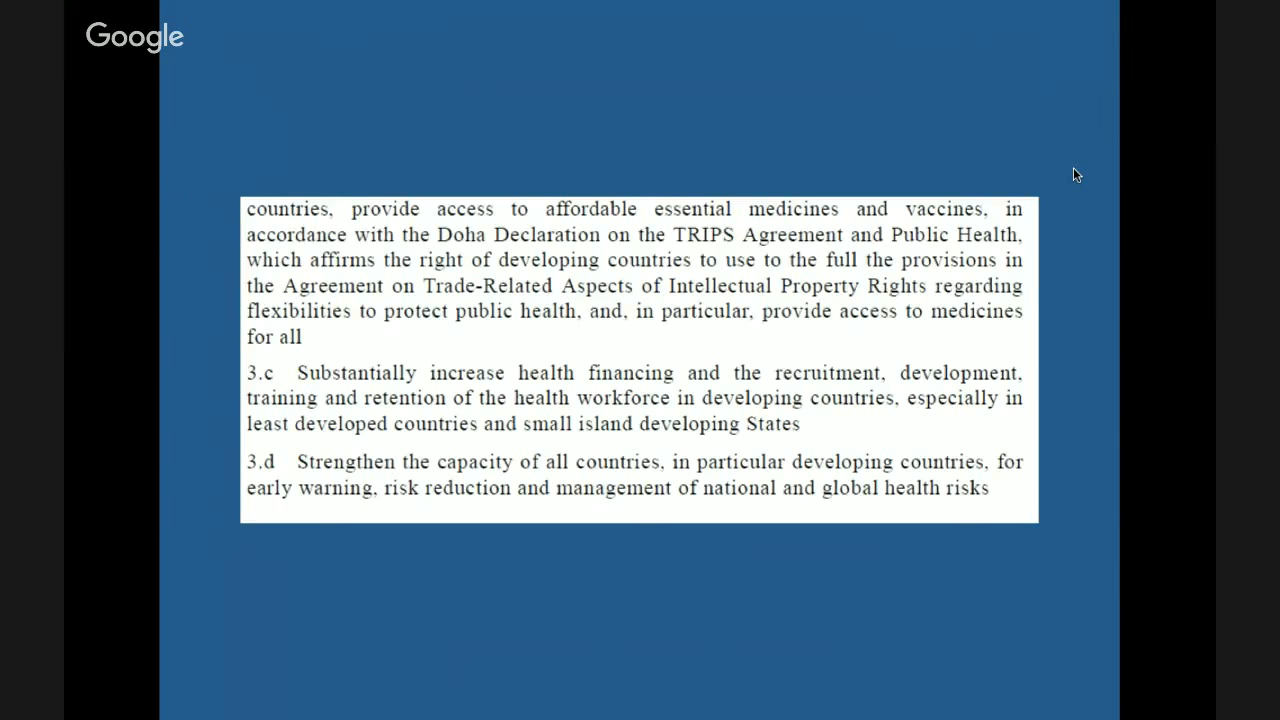 Google
countries, provide access to affordable essential medicines and vaccines, in
accordance with the Doha Declaration on the TRIPS Agreement and Public Health,
which affirms the right of developing countries to use to the full the provisions in
the Agreement on Trade-Related Aspects of Intellectual Property Rights regarding
flexibilities to protect public health, and, in particular, provide access to medicines
for all
3.c Substantially increase health financing and the recruitment, development,
training and retention of the health workforce in developing countries, especially in
least developed countries and small island developing States
3.d Strengthen the capacity of all countries, in particular developing countries, for
early warning, risk reduction and management of national and global health risks